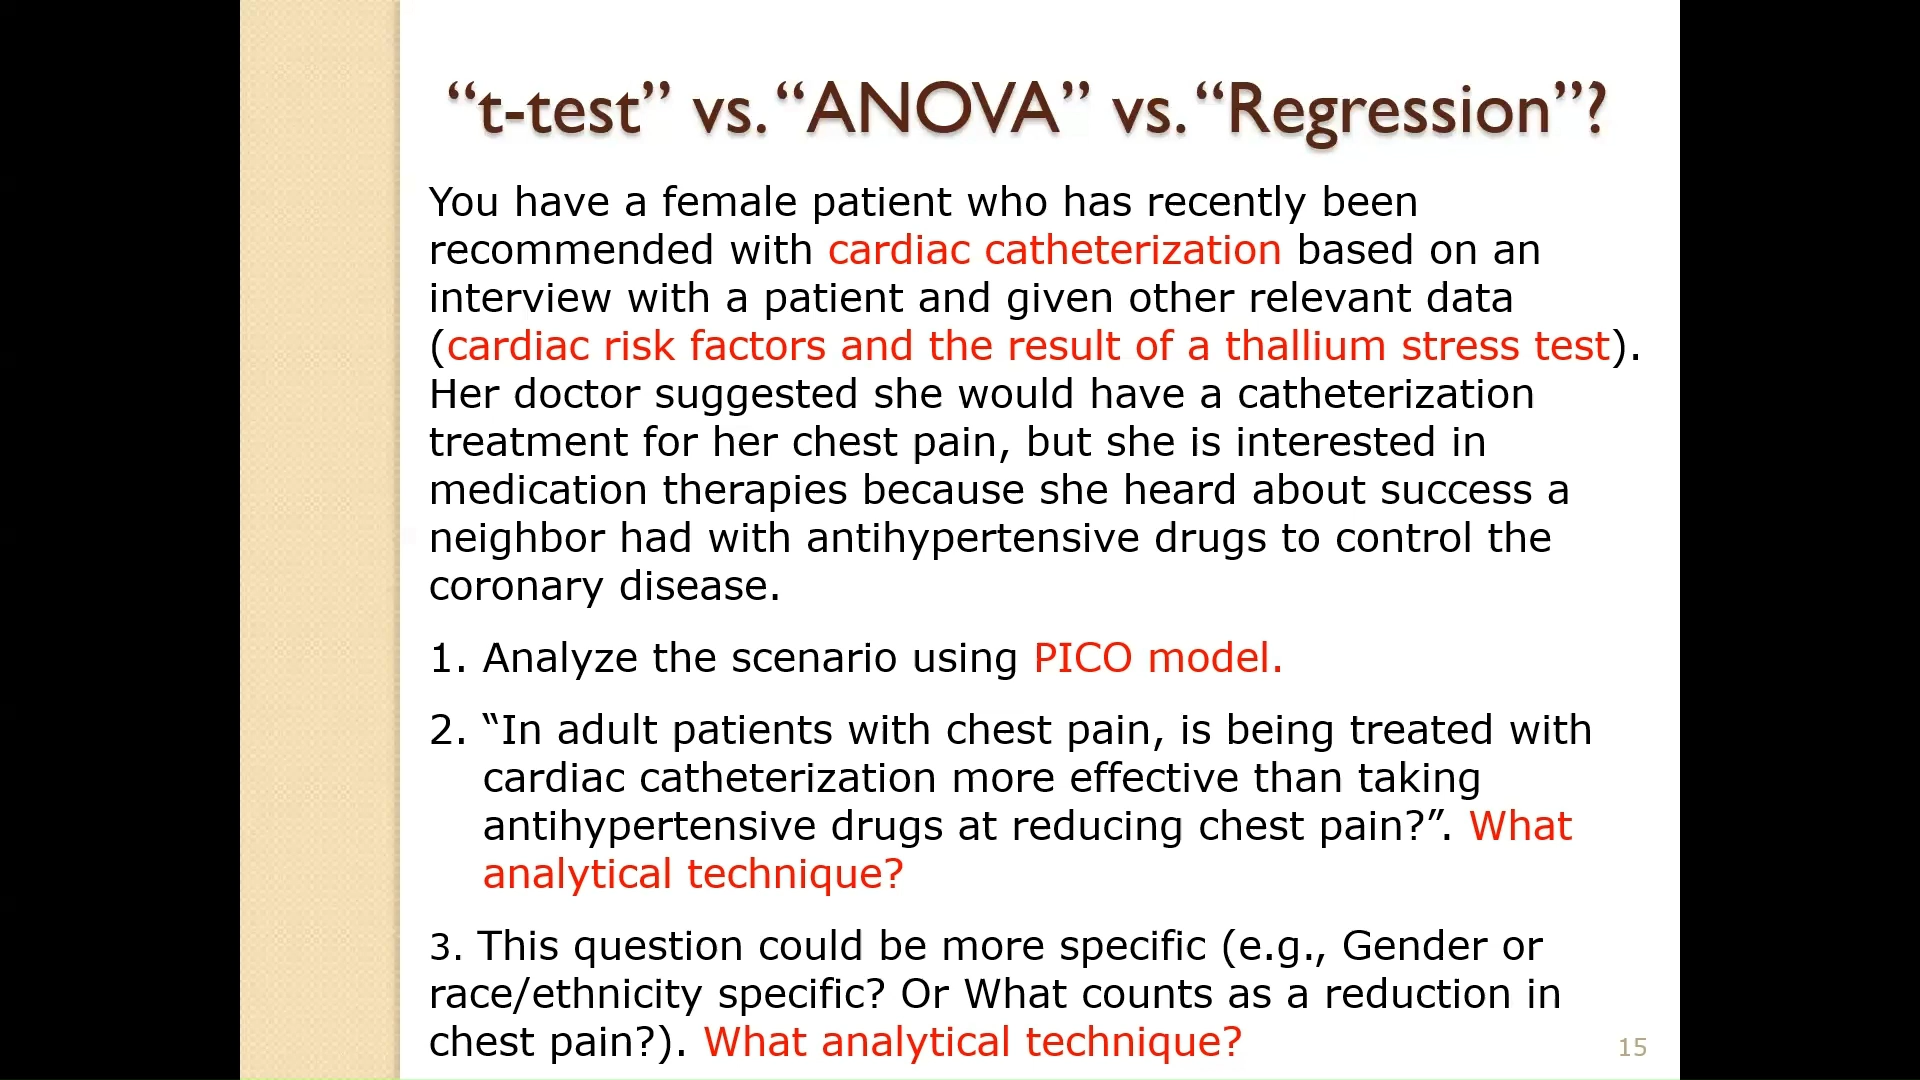 “t-test” vs. “ANOVA” vs. “Regression”?
You have a female patient who has recently been
recommended with cardiac catheterization based on an
interview with a patient and given other relevant data
(cardiac risk factors and the result of a thallium stress test).
Her doctor suggested she would have a catheterization
treatment for her chest pain, but she is interested in
medication therapies because she heard about success a
neighbor had with antihypertensive drugs to control the
coronary disease.
1. Analyze the scenario using PICO model.
2. “In adult patients with chest pain, is being treated with
cardiac catheterization more effective than taking
antihypertensive drugs at reducing chest pain?”. What
analytical technique?
3. This question could be more specific (e.g., Gender or
race/ethnicity specific? Or What counts as a reduction in
chest pain?). What analytical technique?
15